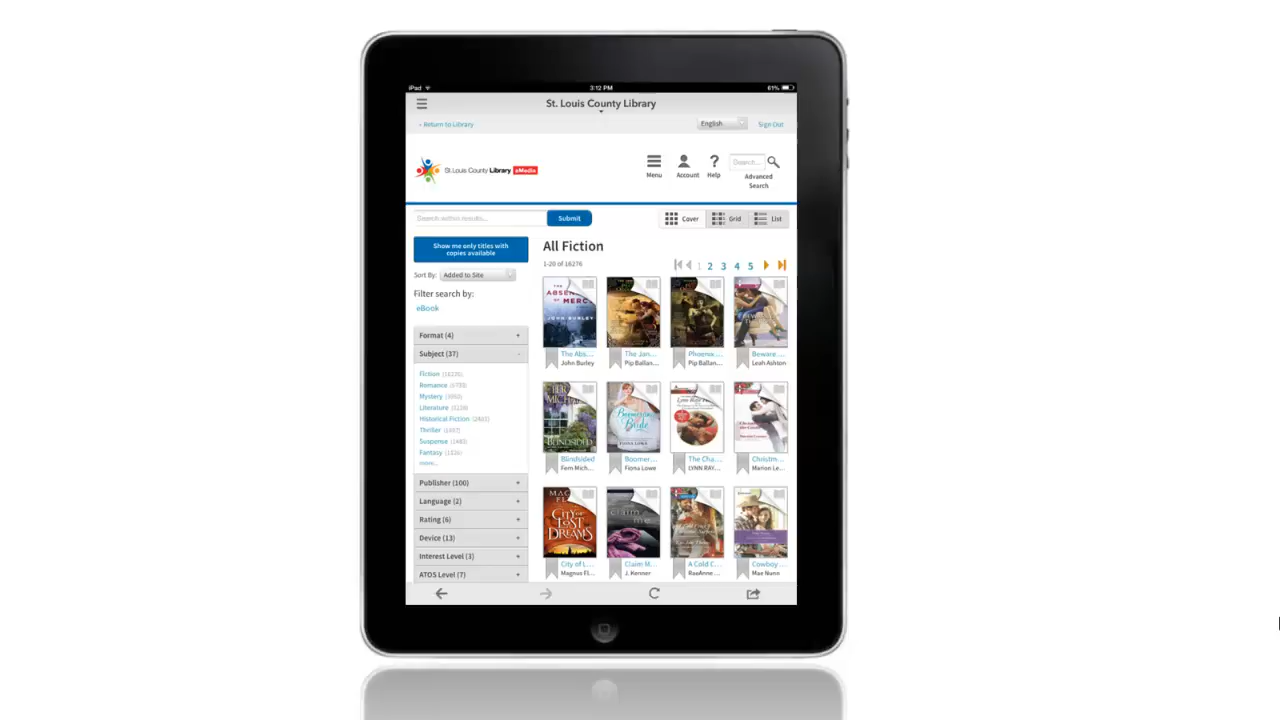 iPad
3:12 PM
61%
St. Louis County Library
‹ Return to Library
English
Sign Out
St.Louis County Library eMedia
Menu
Account
Help
Search...
Advanced
Search
Search within results...
Submit
Cover
Grid
List
Show me only titles with
copies available
Sort By:
Added to Site
Filter search by:
eBook
Format (4) +
Subject (37) -
Fiction
Romance
Mystery
Literature
Historical Fiction
Thriller
Suspense
Fantasy
more...
Publisher (100) +
Language (2) +
Rating (6) +
Device (13) +
Interest Level (3) +
ATOS Level (7) +
All Fiction
1-20 of 16276
1 2 3 4 5
THE
JOHN BURLEY
The Abs...
John Burley
The Jan...
Pip Ballan...
Phoenix...
Pip Ballan...
Beware...
Leah Ashton
BLINDSIDED
Boomerang
Bride
FIONA LOWE
Blindsided
Fern Mich...
Boomer...
Fiona Lowe
The Cha...
LYNN RAY...
Christm...
Marion Le...
CITY OF
LOST
DREAMS
City of L...
Magnus Fl...
Claim M...
J. Kenner
A Cold C...
RaeAnne...
Cowboy ...
Mae Nunn